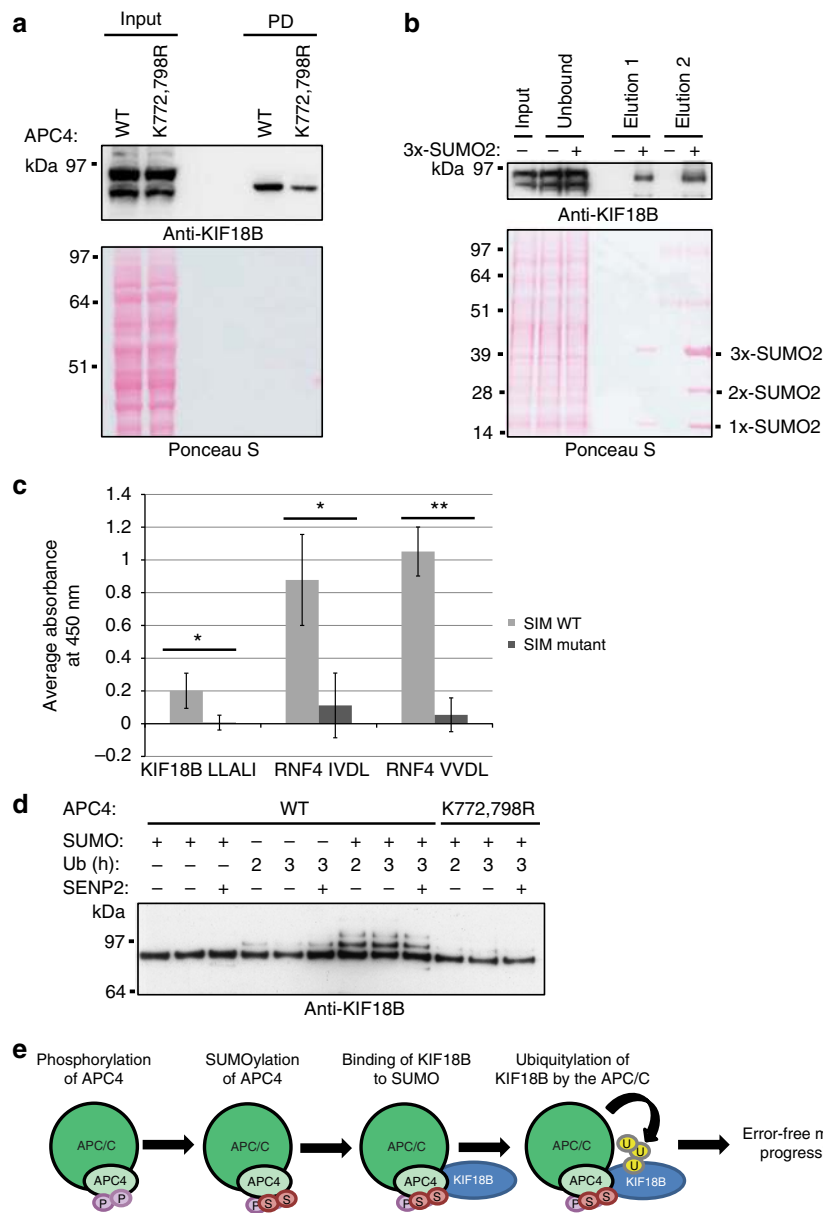 a
Input PD
APC4: WT K772,798R WT K772,798R
kDa 97
Anti-KIF18B
97
64
51
Ponceau S
b
Input Unbound Elution 1 Elution 2
3x-SUMO2: – – + – + – +
kDa 97
Anti-KIF18B
97
64
51
39
28
14
3x-SUMO2
2x-SUMO2
1x-SUMO2
Ponceau S
c
Average absorbance
at 450 nm
1.4
1.2
1
0.8
0.6
0.4
0.2
0
–0.2
* * **
SIM WT
SIM mutant
KIF18B LLALI RNF4 IVDL RNF4 VVDL
d
APC4: WT K772,798R
SUMO: + + + – – – + + + + + +
Ub (h): – – – 2 3 3 2 3 3 2 3 3
SENP2: – – + – – + – – + – – +
kDa
97
64
Anti-KIF18B
e
Phosphorylation
of APC4
SUMOylation
of APC4
Binding of KIF18B
to SUMO
Ubiquitylation of
KIF18B by the APC/C
APC/C APC4 P P
APC/C APC4 P S S
APC/C APC4 P S S KIF18B
APC/C APC4 P S S KIF18B U U U
Error-free m
progress